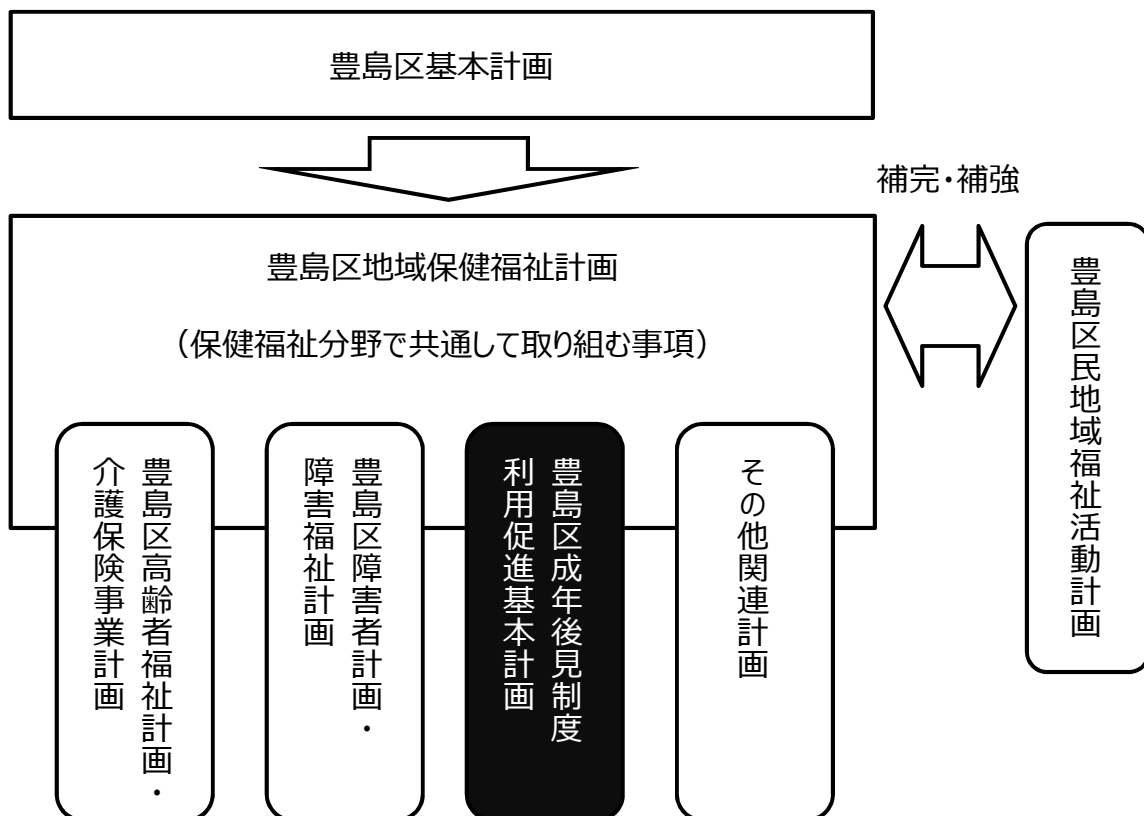 豊島区基本計画
補完・補強
豊島区地域保健福祉計画
（保健福祉分野で共通して取り組む事項）
豊島区高齢者福祉計画・
介護保険事業計画
豊島区障害者計画・
障害福祉計画
豊島区成年後見制度
利用促進基本計画
その他関連計画
豊島区民地域福祉活動計画